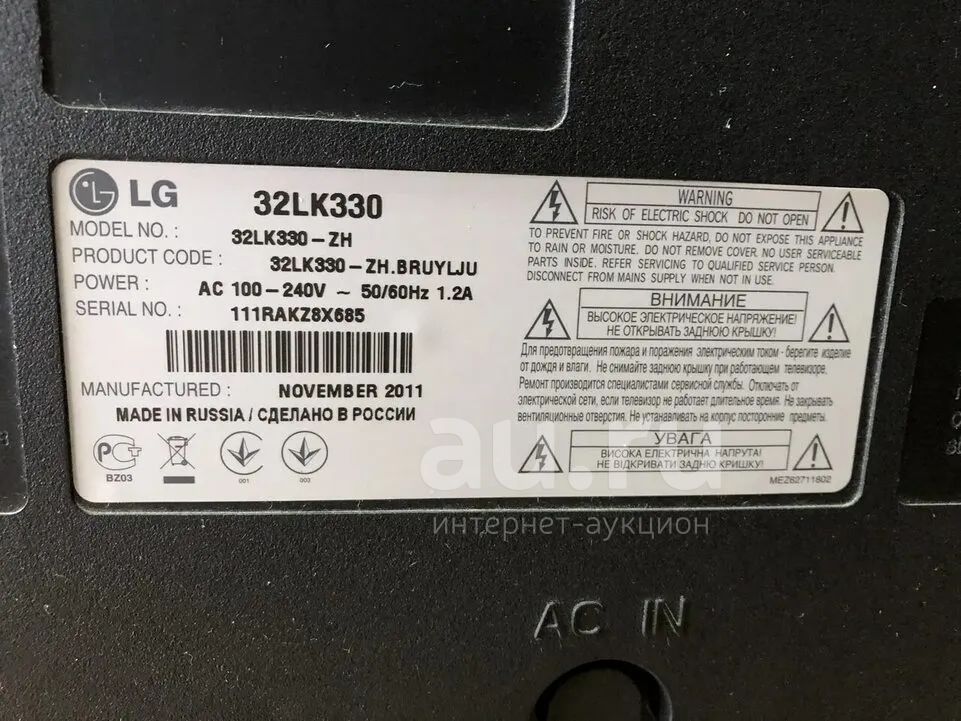 LG 32LK330
MODEL NO. : 32LK330-ZH
PRODUCT CODE : 32LK330-ZH.BRUYLJU
POWER : AC 100-240V ~ 50/60Hz 1.2A
SERIAL NO. : 111RAKZ8X685
MANUFACTURED : NOVEMBER 2011
MADE IN RUSSIA / СДЕЛАНО В РОССИИ
BZ03
001
003
WARNING
RISK OF ELECTRIC SHOCK DO NOT OPEN
TO PREVENT FIRE OR SHOCK HAZARD, DO NOT EXPOSE THIS APPLIANCE
TO RAIN OR MOISTURE. DO NOT REMOVE COVER. NO USER SERVICEABLE
PARTS INSIDE. REFER SERVICING TO QUALIFIED SERVICE PERSON.
DISCONNECT FROM MAINS SUPPLY WHEN NOT IN USE.
ВНИМАНИЕ
ВЫСОКОЕ ЭЛЕКТРИЧЕСКОЕ НАПРЯЖЕНИЕ!
НЕ ОТКРЫВАТЬ ЗАДНЮЮ КРЫШКУ!
Для предотвращения пожара и поражения электрическим током - берегите изделие
от дождя и влаги. Не снимайте заднюю крышку при работающем телевизоре.
Ремонт производится специалистами сервисной службы. Отключать от
электрической сети, если телевизор не работает длительное время. Не закрывать
вентиляционные отверстия. Не устанавливать на корпус посторонние предметы.
УВАГА
ВИСОКА ЕЛЕКТРИЧНА НАПРУГА!
НЕ ВІДКРИВАТИ ЗАДНЮ КРИШКУ!
MEZ62711802
au.ru
интернет-аукцион
AC IN